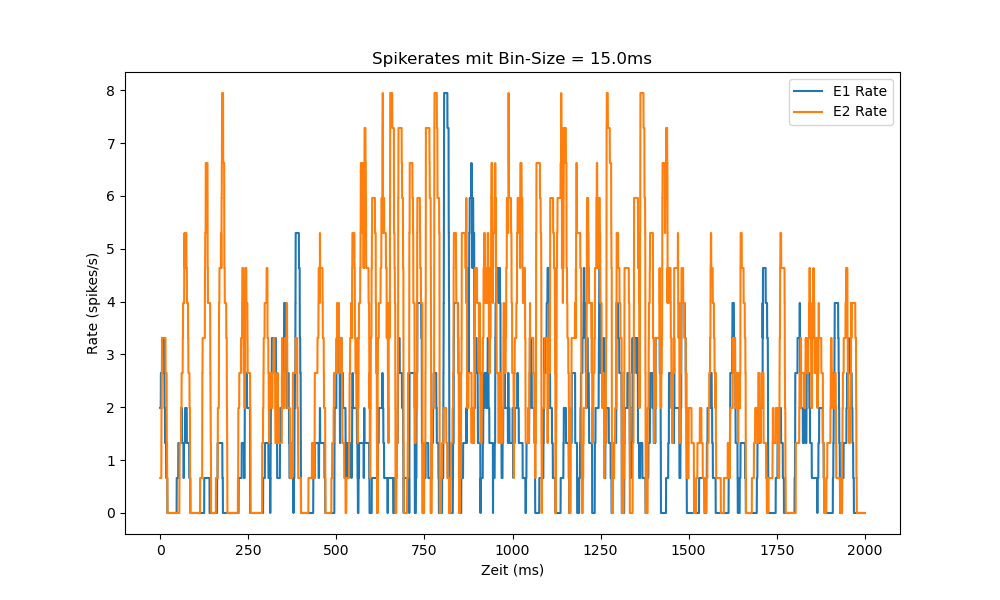 Spikerates mit Bin-Size = 15.0ms
E1 Rate
E2 Rate
Rate (spikes/s)
8
7
6
5
4
3
2
1
0
0 250 500 750 1000 1250 1500 1750 2000
Zeit (ms)